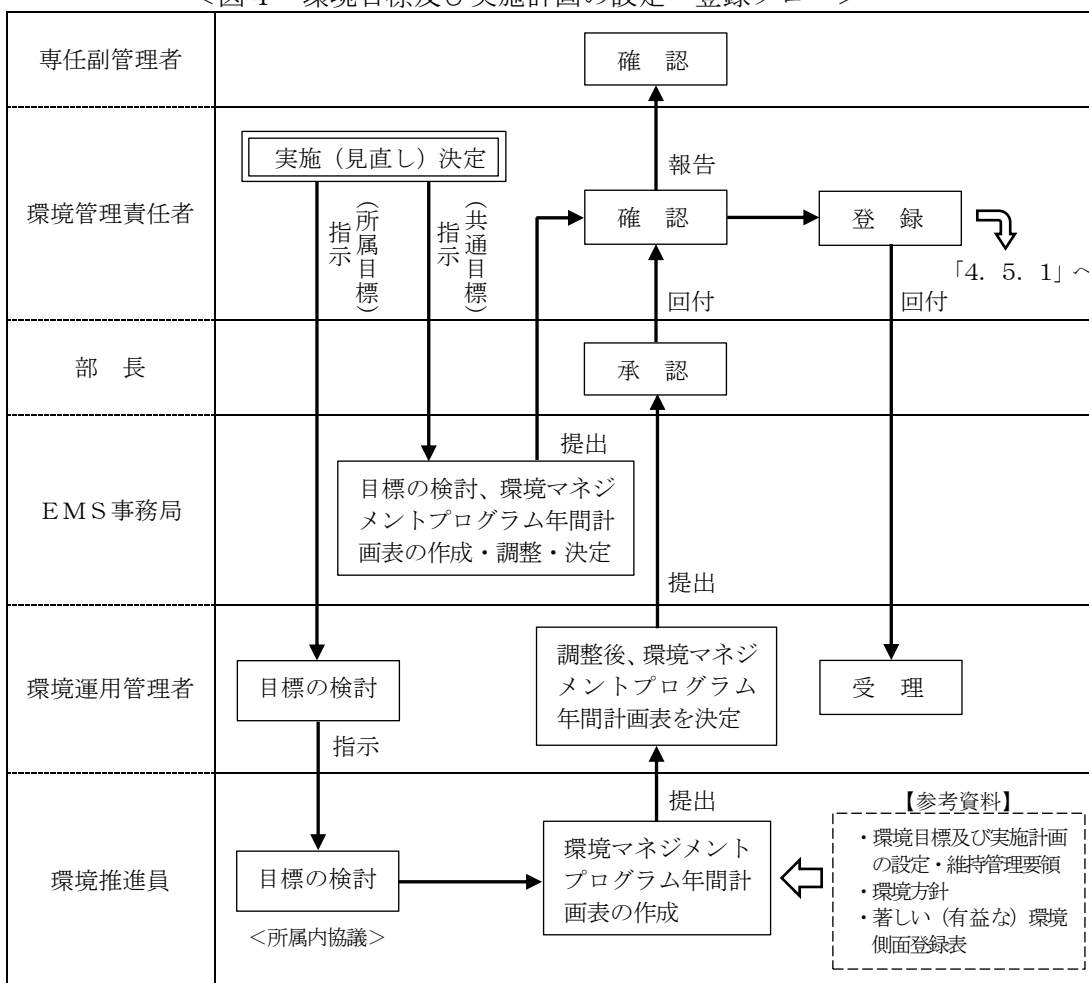 専任副管理者
確 認
実施（見直し）決定
報告
環境管理責任者
指示
（所属目標）
指示
（共通目標）
確 認
登 録
「4. 5. 1」へ
回付
回付
部 長
承 認
提出
ＥＭＳ事務局
目標の検討、環境マネジ
メントプログラム年間計
画表の作成・調整・決定
提出
環境運用管理者
目標の検討
調整後、環境マネジ
メントプログラム
年間計画表を決定
受 理
指示
提出
【参考資料】
・環境目標及び実施計画
の設定・維持管理要領
・環境方針
・著しい（有益な）環境
側面登録表
環境推進員
目標の検討
環境マネジメント
プログラム年間計
画表の作成
＜所属内協議＞